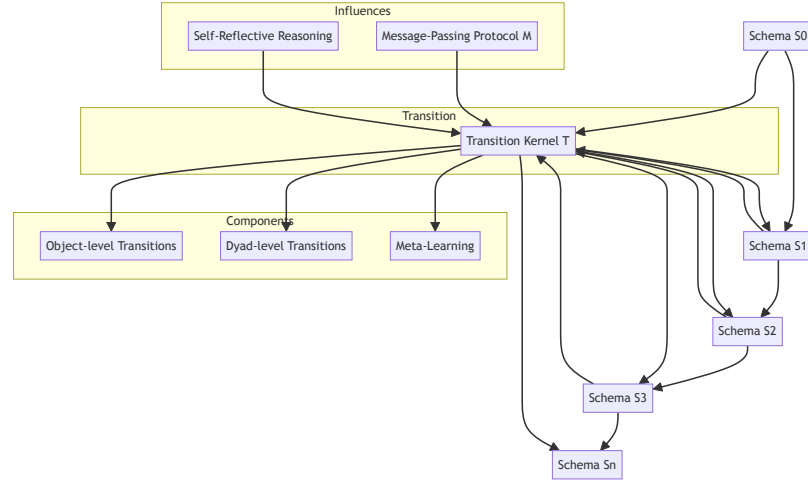 Influences
Self-Reflective Reasoning
Message-Passing Protocol M
Schema S0
Transition
Transition Kernel T
Components
Object-level Transitions
Dyad-level Transitions
Meta-Learning
Schema S1
Schema S2
Schema S3
Schema Sn